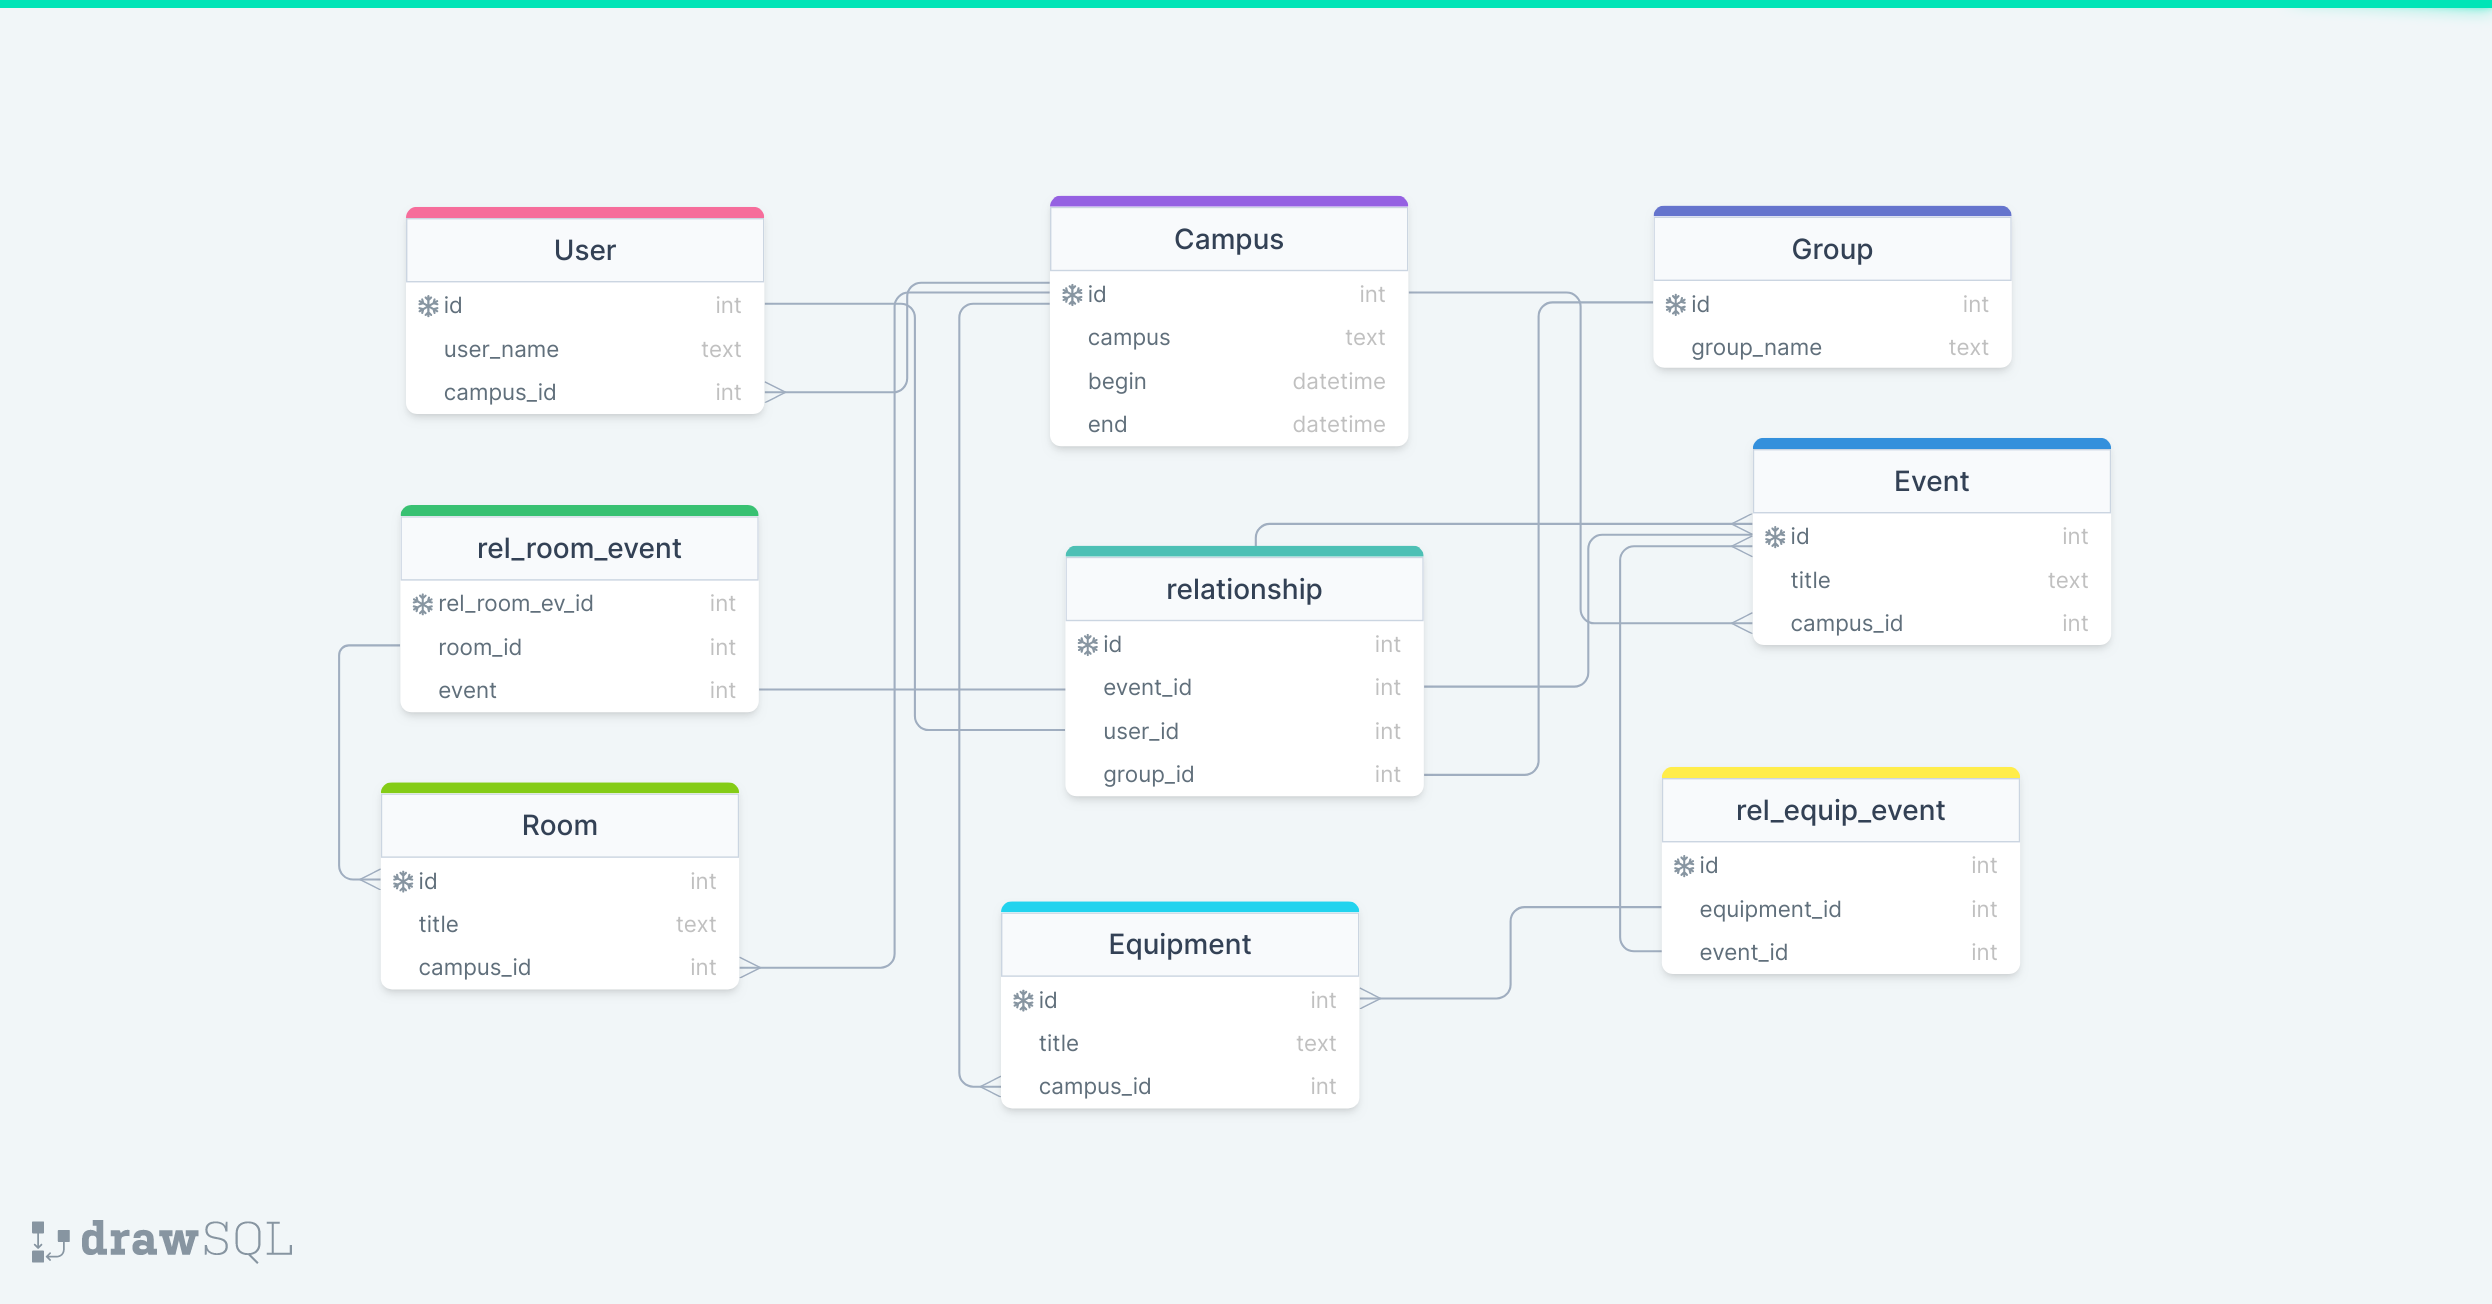 User
id int
user_name text
campus_id int
Campus
id int
campus text
begin datetime
end datetime
Group
id int
group_name text
Event
id int
title text
campus_id int
rel_room_event
rel_room_ev_id int
room_id int
event int
relationship
id int
event_id int
user_id int
group_id int
Room
id int
title text
campus_id int
rel_equip_event
id int
equipment_id int
event_id int
Equipment
id int
title text
campus_id int
drawSQL